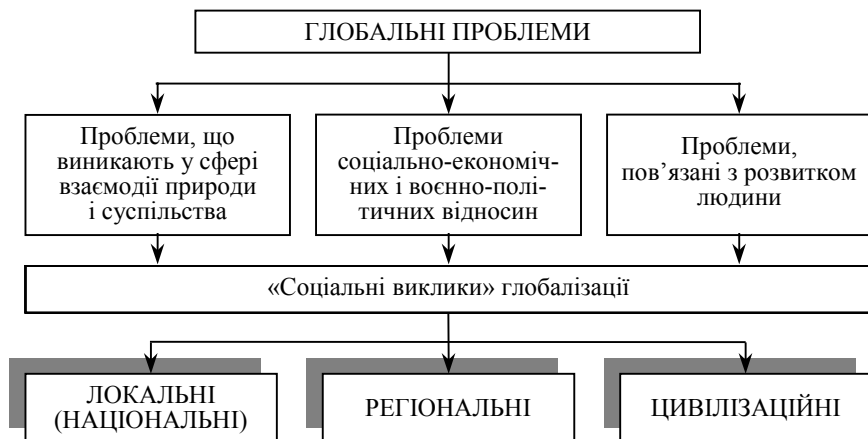 ГЛОБАЛЬНІ ПРОБЛЕМИ
Проблеми, що
виникають у сфері
взаємодії природи
і суспільства
Проблеми
соціально-економіч-
них і воєнно-полі-
тичних відносин
Проблеми,
пов’язані з розвитком
людини
«Соціальні виклики» глобалізації
ЛОКАЛЬНІ
(НАЦІОНАЛЬНІ)
РЕГІОНАЛЬНІ
ЦИВІЛІЗАЦІЙНІ